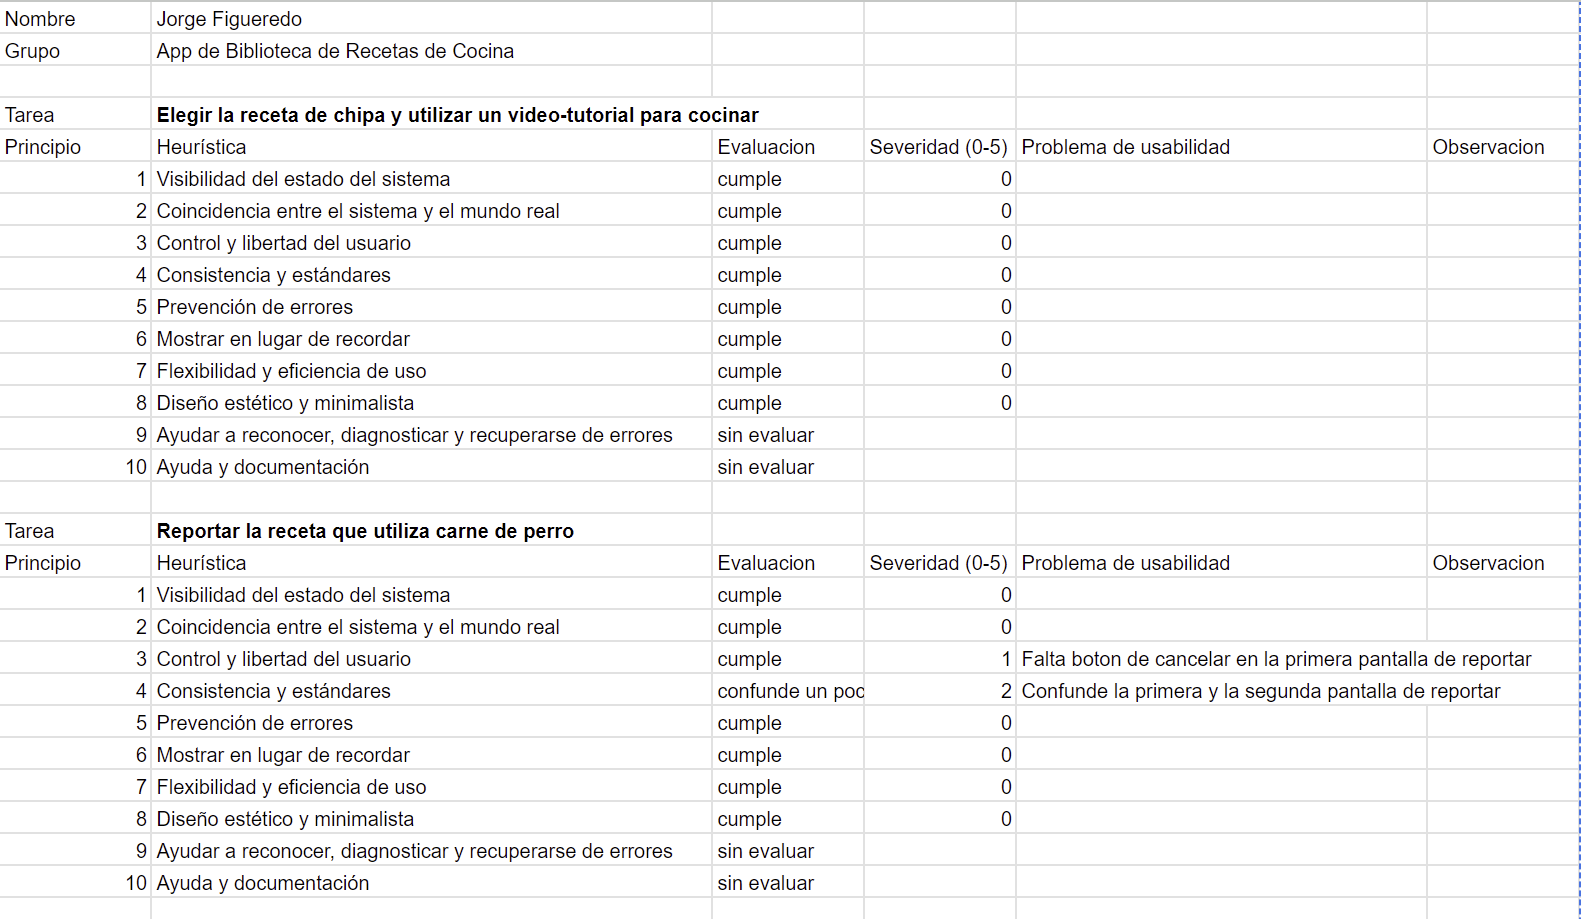 Nombre Jorge Figueredo
Grupo App de Biblioteca de Recetas de Cocina
Tarea Elegir la receta de chipa y utilizar un video-tutorial para cocinar
Principio Heurística Evaluacion Severidad (0-5) Problema de usabilidad Observacion
1 Visibilidad del estado del sistema cumple 0
2 Coincidencia entre el sistema y el mundo real cumple 0
3 Control y libertad del usuario cumple 0
4 Consistencia y estándares cumple 0
5 Prevención de errores cumple 0
6 Mostrar en lugar de recordar cumple 0
7 Flexibilidad y eficiencia de uso cumple 0
8 Diseño estético y minimalista cumple 0
9 Ayudar a reconocer, diagnosticar y recuperarse de errores sin evaluar
10 Ayuda y documentación sin evaluar
Tarea Reportar la receta que utiliza carne de perro
Principio Heurística Evaluacion Severidad (0-5) Problema de usabilidad Observacion
1 Visibilidad del estado del sistema cumple 0
2 Coincidencia entre el sistema y el mundo real cumple 0
3 Control y libertad del usuario cumple 1 Falta boton de cancelar en la primera pantalla de reportar
4 Consistencia y estándares confunde un poc 2 Confunde la primera y la segunda pantalla de reportar
5 Prevención de errores cumple 0
6 Mostrar en lugar de recordar cumple 0
7 Flexibilidad y eficiencia de uso cumple 0
8 Diseño estético y minimalista cumple 0
9 Ayudar a reconocer, diagnosticar y recuperarse de errores sin evaluar
10 Ayuda y documentación sin evaluar